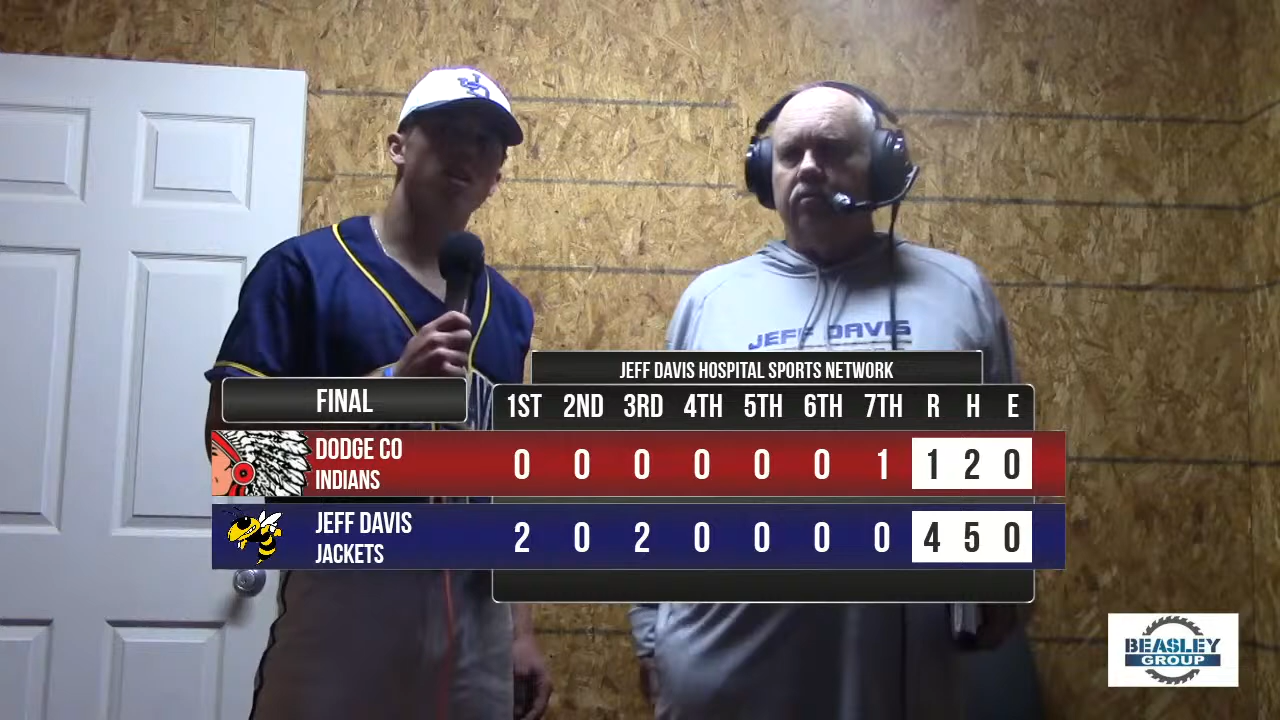 JD
JEFF DAVIS
JEFF DAVIS HOSPITAL SPORTS NETWORK
FINAL 1ST 2ND 3RD 4TH 5TH 6TH 7TH R H E
DODGE CO
INDIANS 0 0 0 0 0 0 1 1 2 0
JEFF DAVIS
JACKETS 2 0 2 0 0 0 0 4 5 0
BEASLEY
GROUP